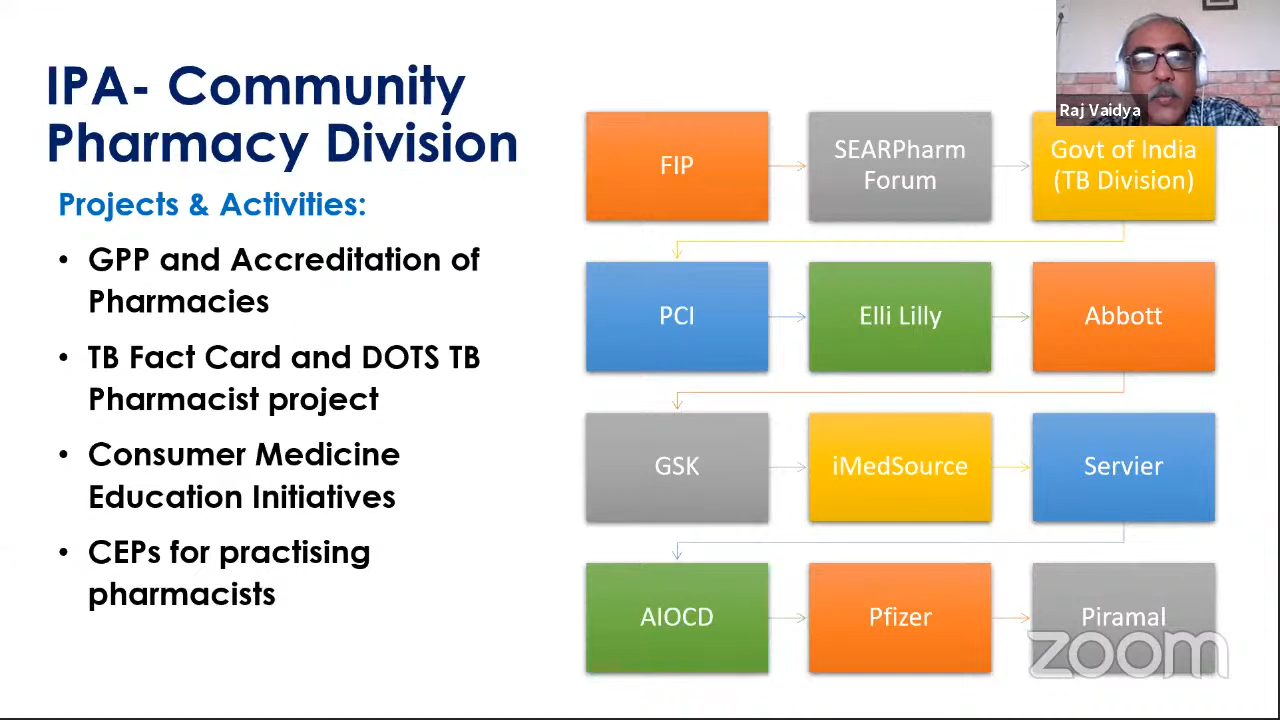 IPA- Community
Pharmacy Division
Projects & Activities:
• GPP and Accreditation of
Pharmacies
• TB Fact Card and DOTS TB
Pharmacist project
• Consumer Medicine
Education Initiatives
• CEPs for practising
pharmacists
Raj Vaidya
FIP
SEARPharm
Forum
Govt of India
(TB Division)
PCI
Elli Lilly
Abbott
GSK
iMedSource
Servier
AIOCD
Pfizer
Piramal
zoom